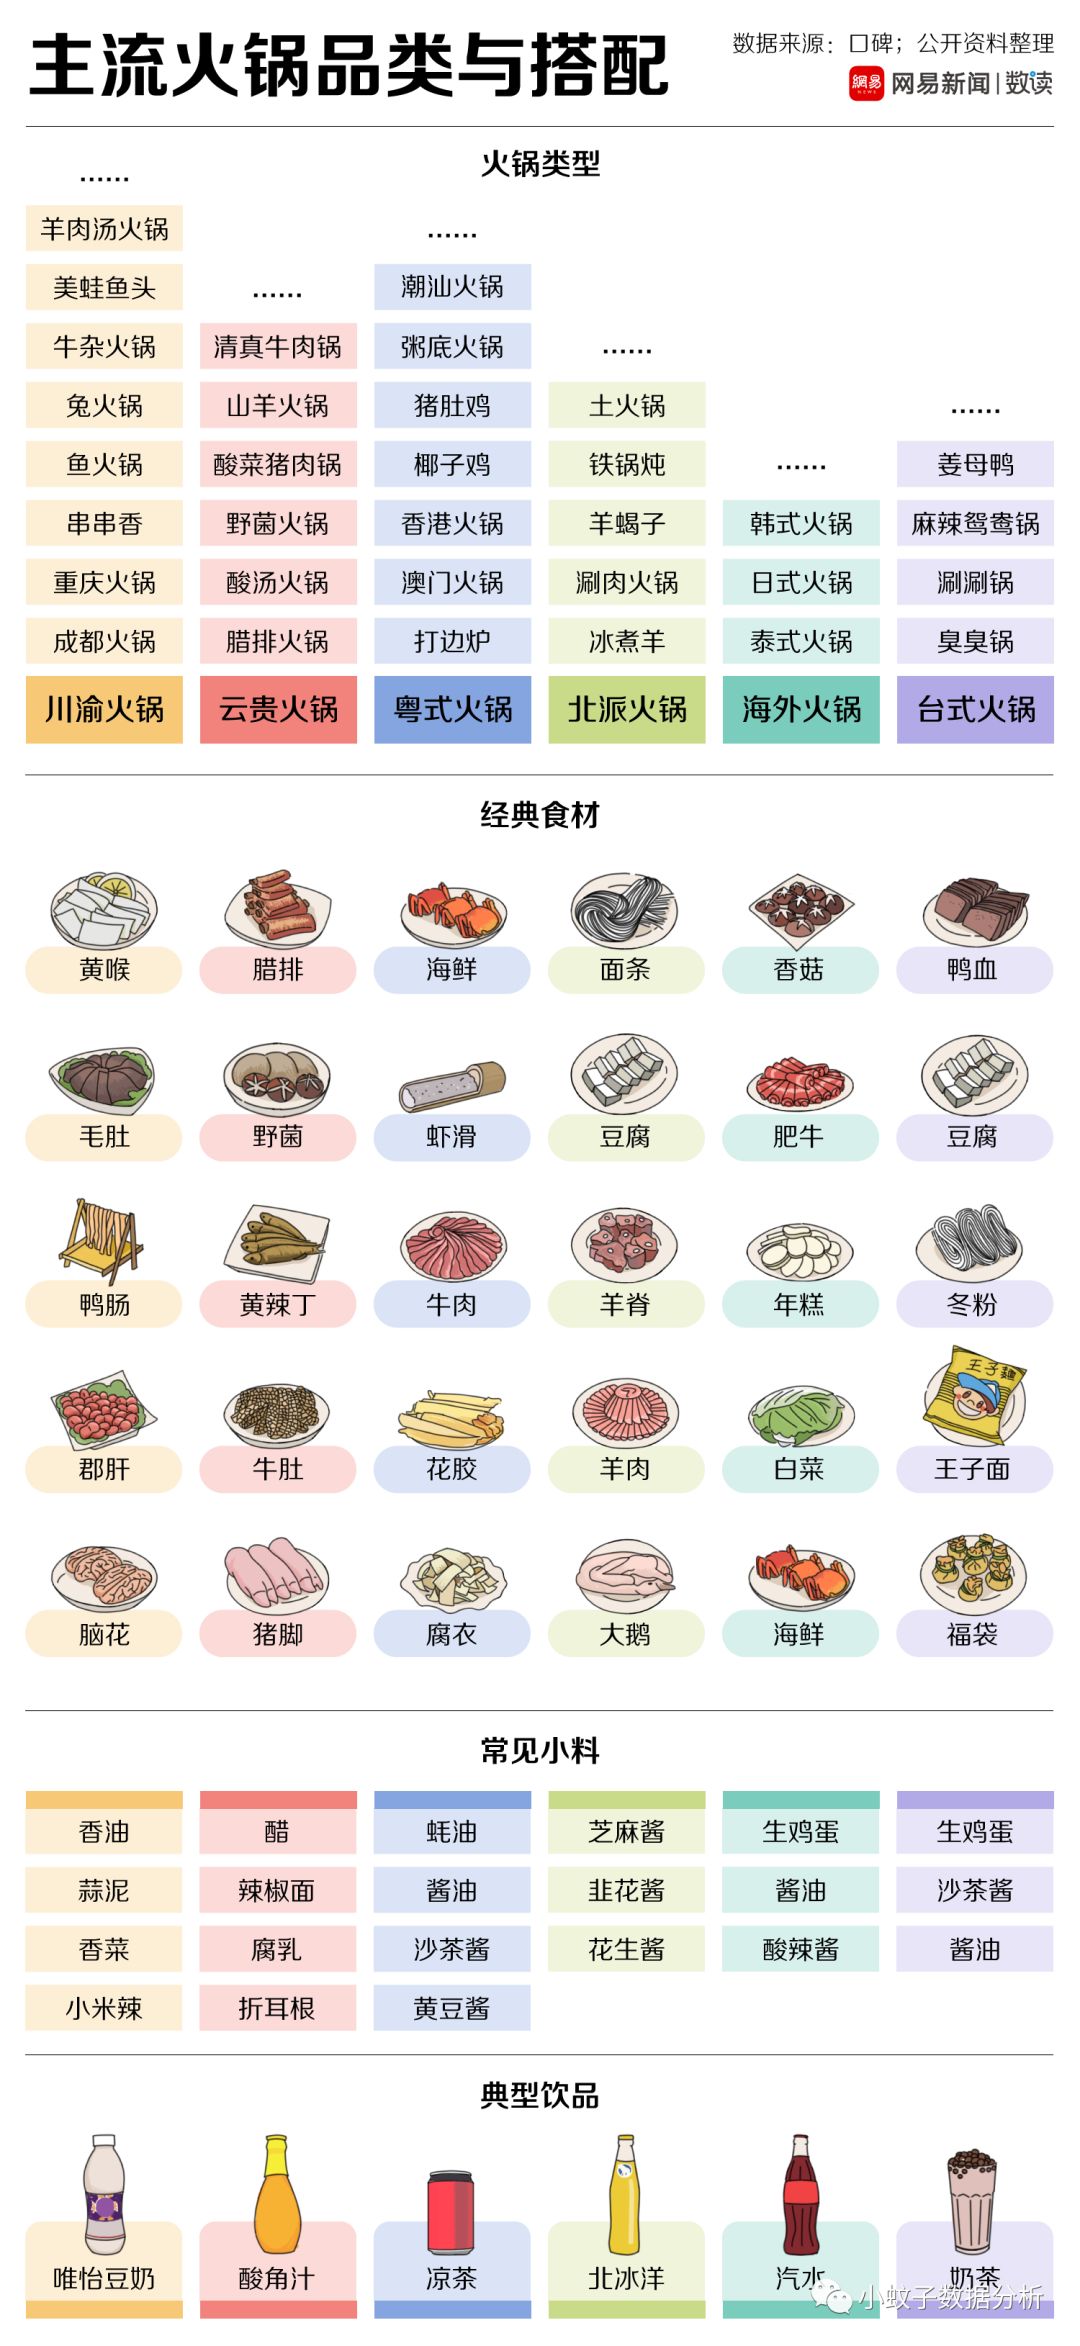 主流火锅品类与搭配
数据来源：口碑；公开资料整理
網易
NEWS
网易新闻|数读
火锅类型
……
羊肉汤火锅 ……
美蛙鱼头 …… 潮汕火锅
牛杂火锅 清真牛肉锅 粥底火锅 ……
兔火锅 山羊火锅 猪肚鸡 土火锅 ……
鱼火锅 酸菜猪肉锅 椰子鸡 铁锅炖 …… 姜母鸭
串串香 野菌火锅 香港火锅 羊蝎子 韩式火锅 麻辣鸳鸯锅
重庆火锅 酸汤火锅 澳门火锅 涮肉火锅 日式火锅 涮涮锅
成都火锅 腊排火锅 打边炉 冰煮羊 泰式火锅 臭臭锅
川渝火锅 云贵火锅 粤式火锅 北派火锅 海外火锅 台式火锅
经典食材
黄喉 腊排 海鲜 面条 香菇 鸭血
毛肚 野菌 虾滑 豆腐 肥牛 豆腐
鸭肠 黄辣丁 牛肉 羊脊 年糕 冬粉
王子麵
郡肝 牛肚 花胶 羊肉 白菜 王子面
脑花 猪脚 腐衣 大鹅 海鲜 福袋
常见小料
香油 醋 蚝油 芝麻酱 生鸡蛋 生鸡蛋
蒜泥 辣椒面 酱油 韭花酱 酱油 沙茶酱
香菜 腐乳 沙茶酱 花生酱 酸辣酱 酱油
小米辣 折耳根 黄豆酱
典型饮品
唯怡豆奶 酸角汁 凉茶 北冰洋 汽水 奶茶
小蚊子数据分析